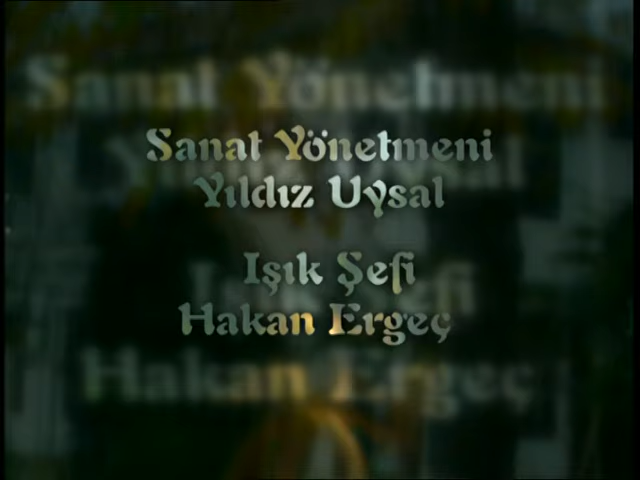 Sanat Yönetmeni
Yıldız Uysal
Işık Şefi
Hakan Ergeç